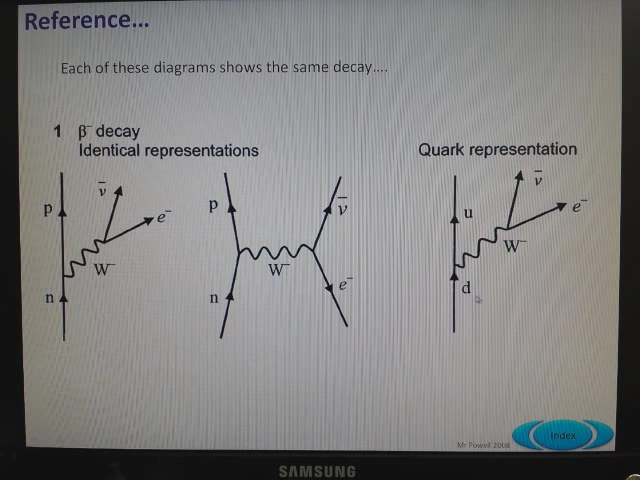 Reference...
Each of these diagrams shows the same decay....
1 β⁻ decay
Identical representations
Quark representation
p
ν̅
e⁻
W⁻
n
p
ν̅
W⁻
n
e⁻
u
ν̅
e⁻
W⁻
d
Mr Powell 2008
Index
SAMSUNG